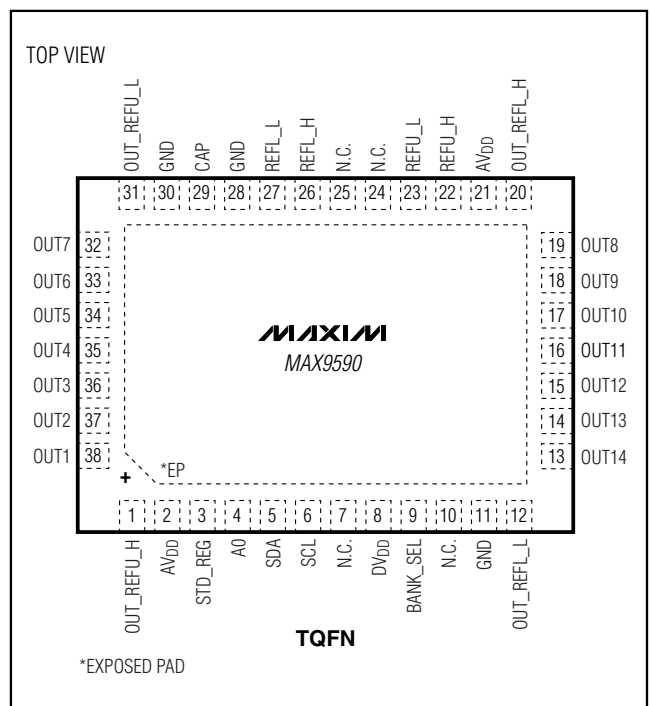 TOP VIEW
OUT_REFU_L
GND
CAP
GND
REFL_L
REFL_H
N.C.
N.C.
REFU_L
REFU_H
AVDD
OUT_REFL_H
31 30 29 28 27 26 25 24 23 22 21 20
OUT7 32
OUT6 33
OUT5 34
OUT4 35
OUT3 36
OUT2 37
OUT1 38
MAXIM
MAX9590
19 OUT8
18 OUT9
17 OUT10
16 OUT11
15 OUT12
14 OUT13
13 OUT14
*EP
+
1 2 3 4 5 6 7 8 9 10 11 12
OUT_REFU_H
AVDD
STD_REG
A0
SDA
SCL
N.C.
DVDD
BANK_SEL
N.C.
GND
OUT_REFL_L
TQFN
*EXPOSED PAD